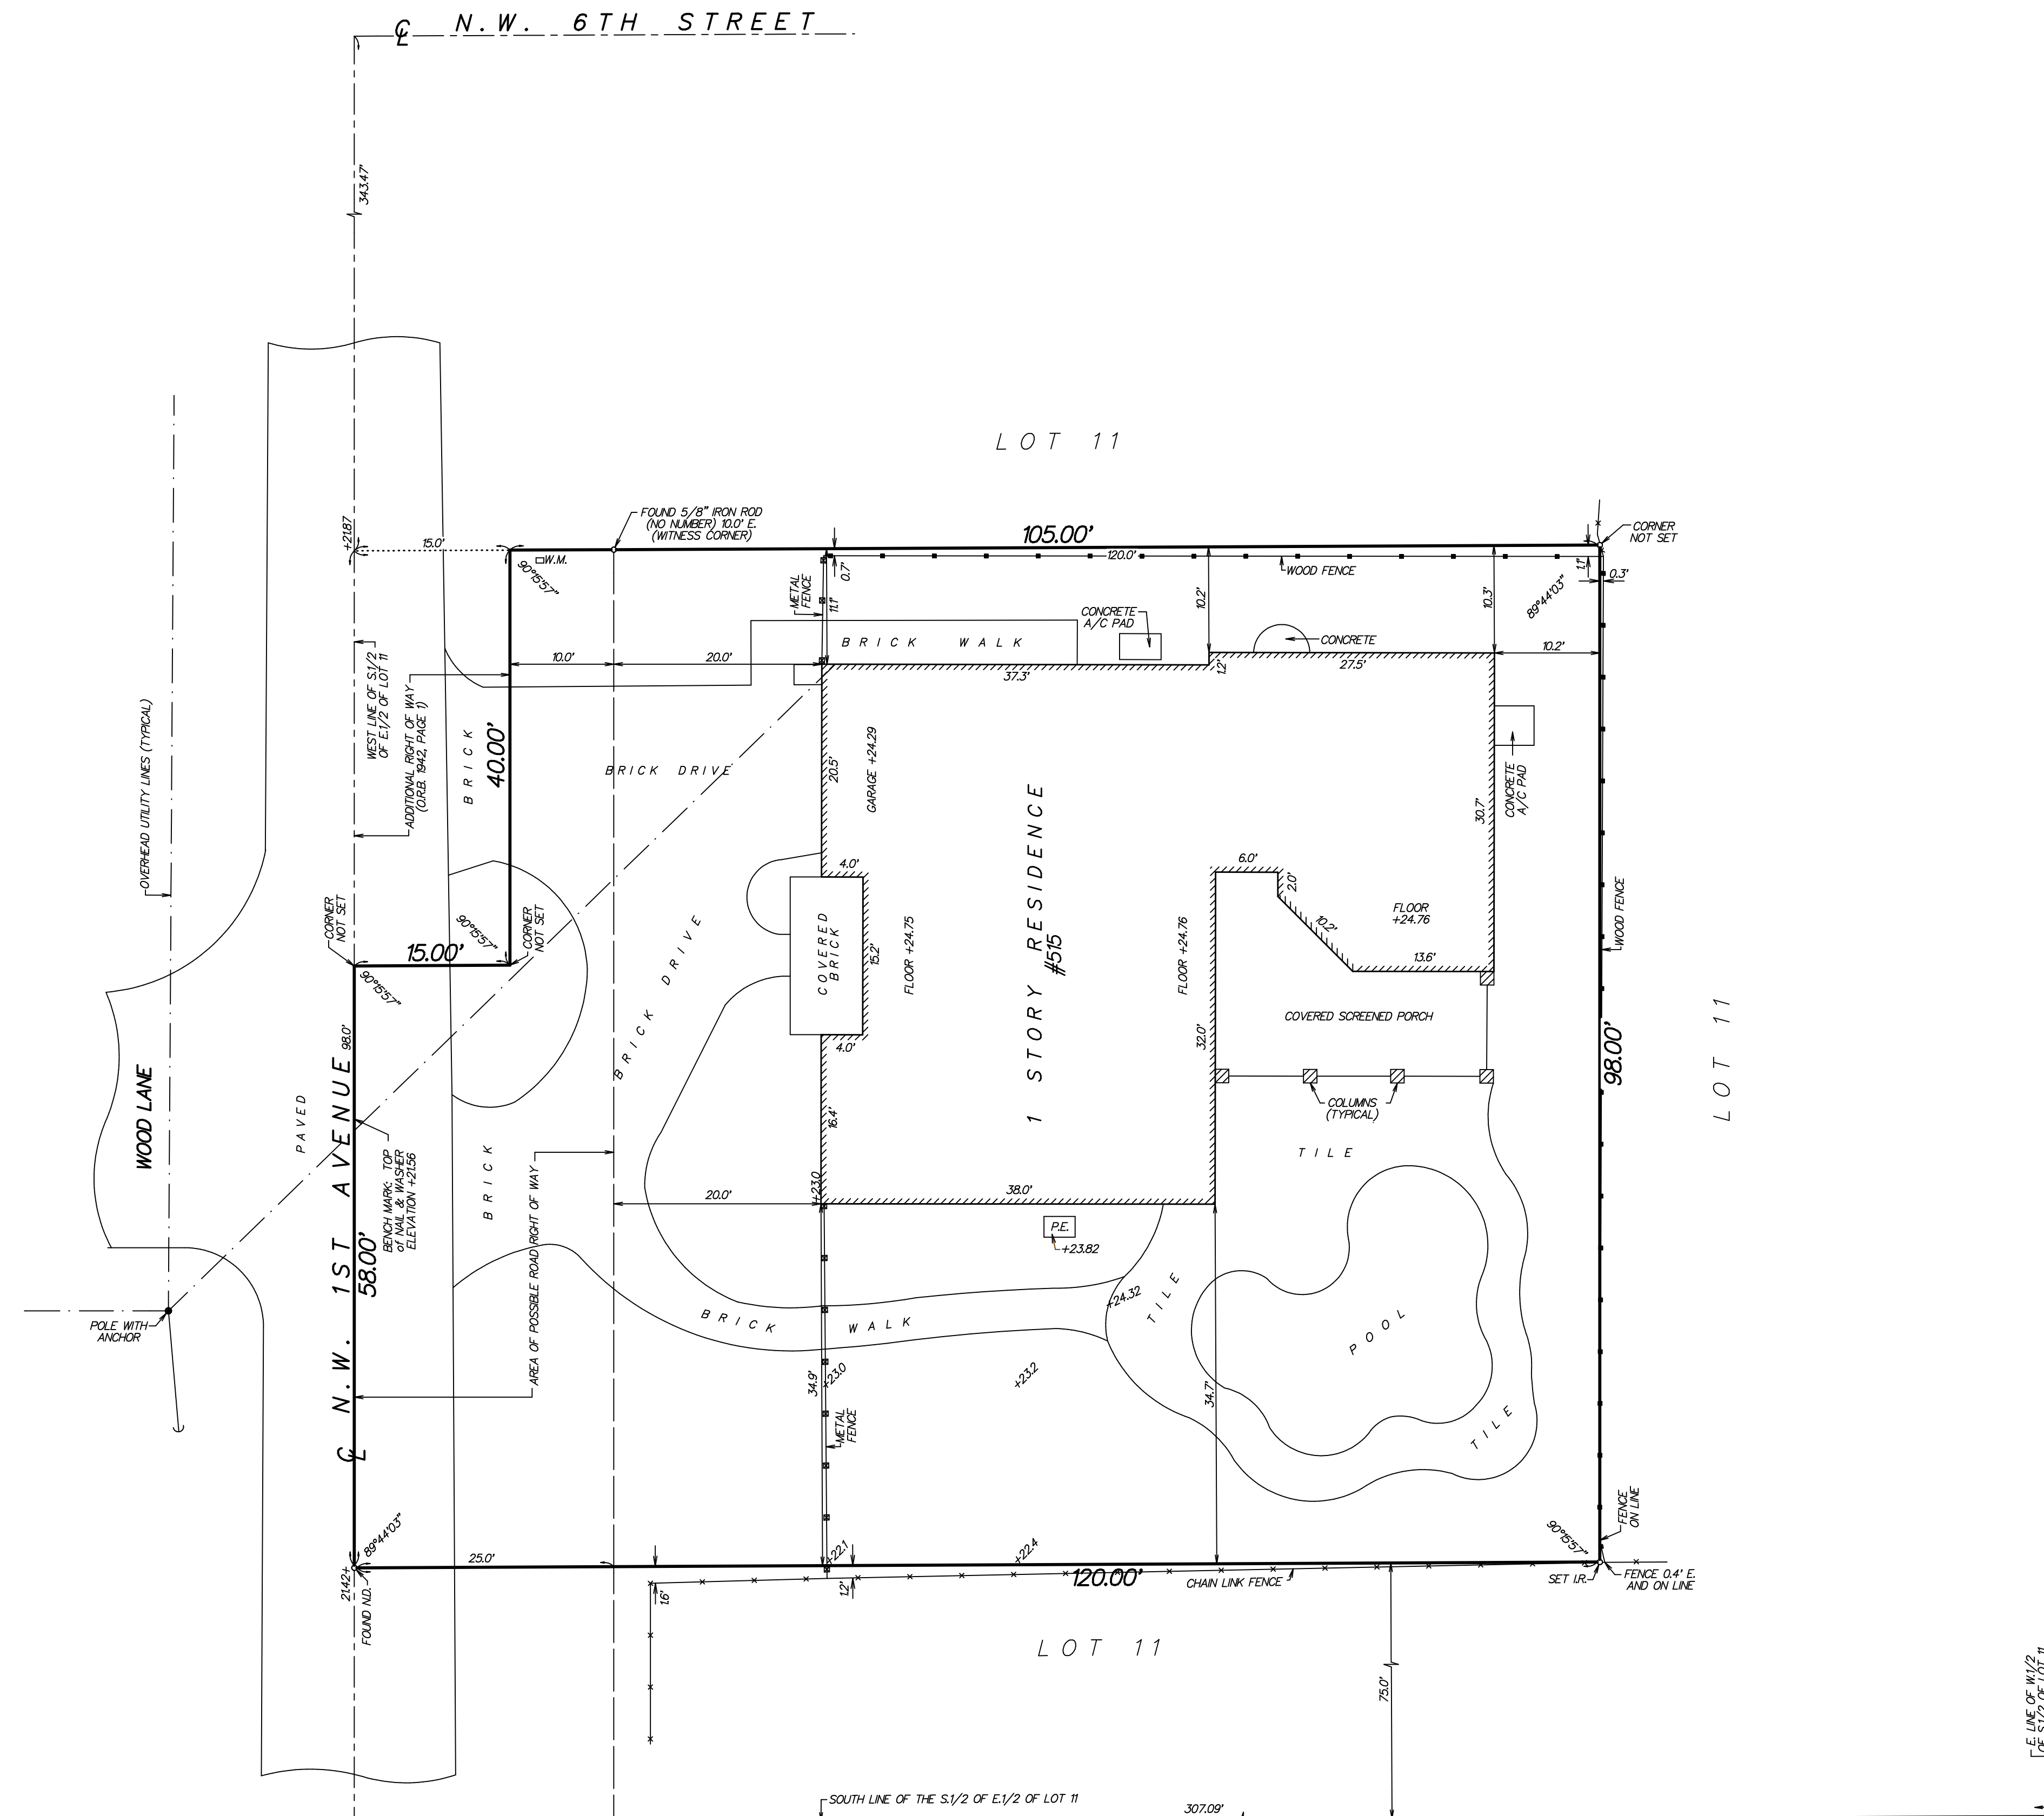 ℄ N.W. 6TH STREET
343.47'
LOT 11
FOUND 5/8" IRON ROD
(NO NUMBER) 10.0' E.
(WITNESS CORNER)
105.00'
CORNER
NOT SET
+21.87
15.0'
W.M.
90°15'57"
120.0'
0.7'
WOOD FENCE
1.1'
0.3'
89°44'03"
METAL
FENCE
11.1'
10.2'
10.3'
CONCRETE
A/C PAD
BRICK WALK
CONCRETE
10.0'
20.0'
10.2'
37.3'
1.2'
27.5'
WEST LINE OF S.1/2
OF E.1/2 OF LOT 11
ADDITIONAL RIGHT OF WAY
(O.R.B. 1942, PAGE 1)
BRICK
40.00'
BRICK DRIVE
20.5'
GARAGE +24.29
CONCRETE
A/C PAD
30.7'
OVERHEAD UTILITY LINES (TYPICAL)
1 STORY RESIDENCE
#515
4.0'
6.0'
2.0'
10.2'
FLOOR
+24.76
13.6'
WOOD FENCE
CORNER
NOT SET
90°15'57"
CORNER
NOT SET
15.00'
90°15'57"
BRICK DRIVE
COVERED
BRICK
15.2'
FLOOR +24.75
FLOOR +24.76
COVERED SCREENED PORCH
32.0'
4.0'
98.0'
98.00'
LOT 11
WOOD LANE
PAVED
℄ N.W. 1ST AVENUE
58.00'
BENCH MARK: TOP
of NAIL & WASHER
ELEVATION +21.56
BRICK
AREA OF POSSIBLE ROAD RIGHT OF WAY
16.4'
COLUMNS
(TYPICAL)
TILE
20.0'
+23.0
38.0'
P.E.
+23.82
+24.32
TILE
POOL
TILE
POLE WITH
ANCHOR
BRICK WALK
34.9'
+23.0
+23.2
34.7'
METAL
FENCE
FENCE
ON LINE
90°15'57"
89°44'03"
25.0'
+22.1
+22.4
21.42+
FOUND N.D.
1.6'
1.2'
120.00'
CHAIN LINK FENCE
SET I.R.
FENCE 0.4' E.
AND ON LINE
LOT 11
75.0'
E. LINE OF W.1/2
OF S.1/2 OF LOT 11
SOUTH LINE OF THE S.1/2 OF E.1/2 OF LOT 11
307.09'